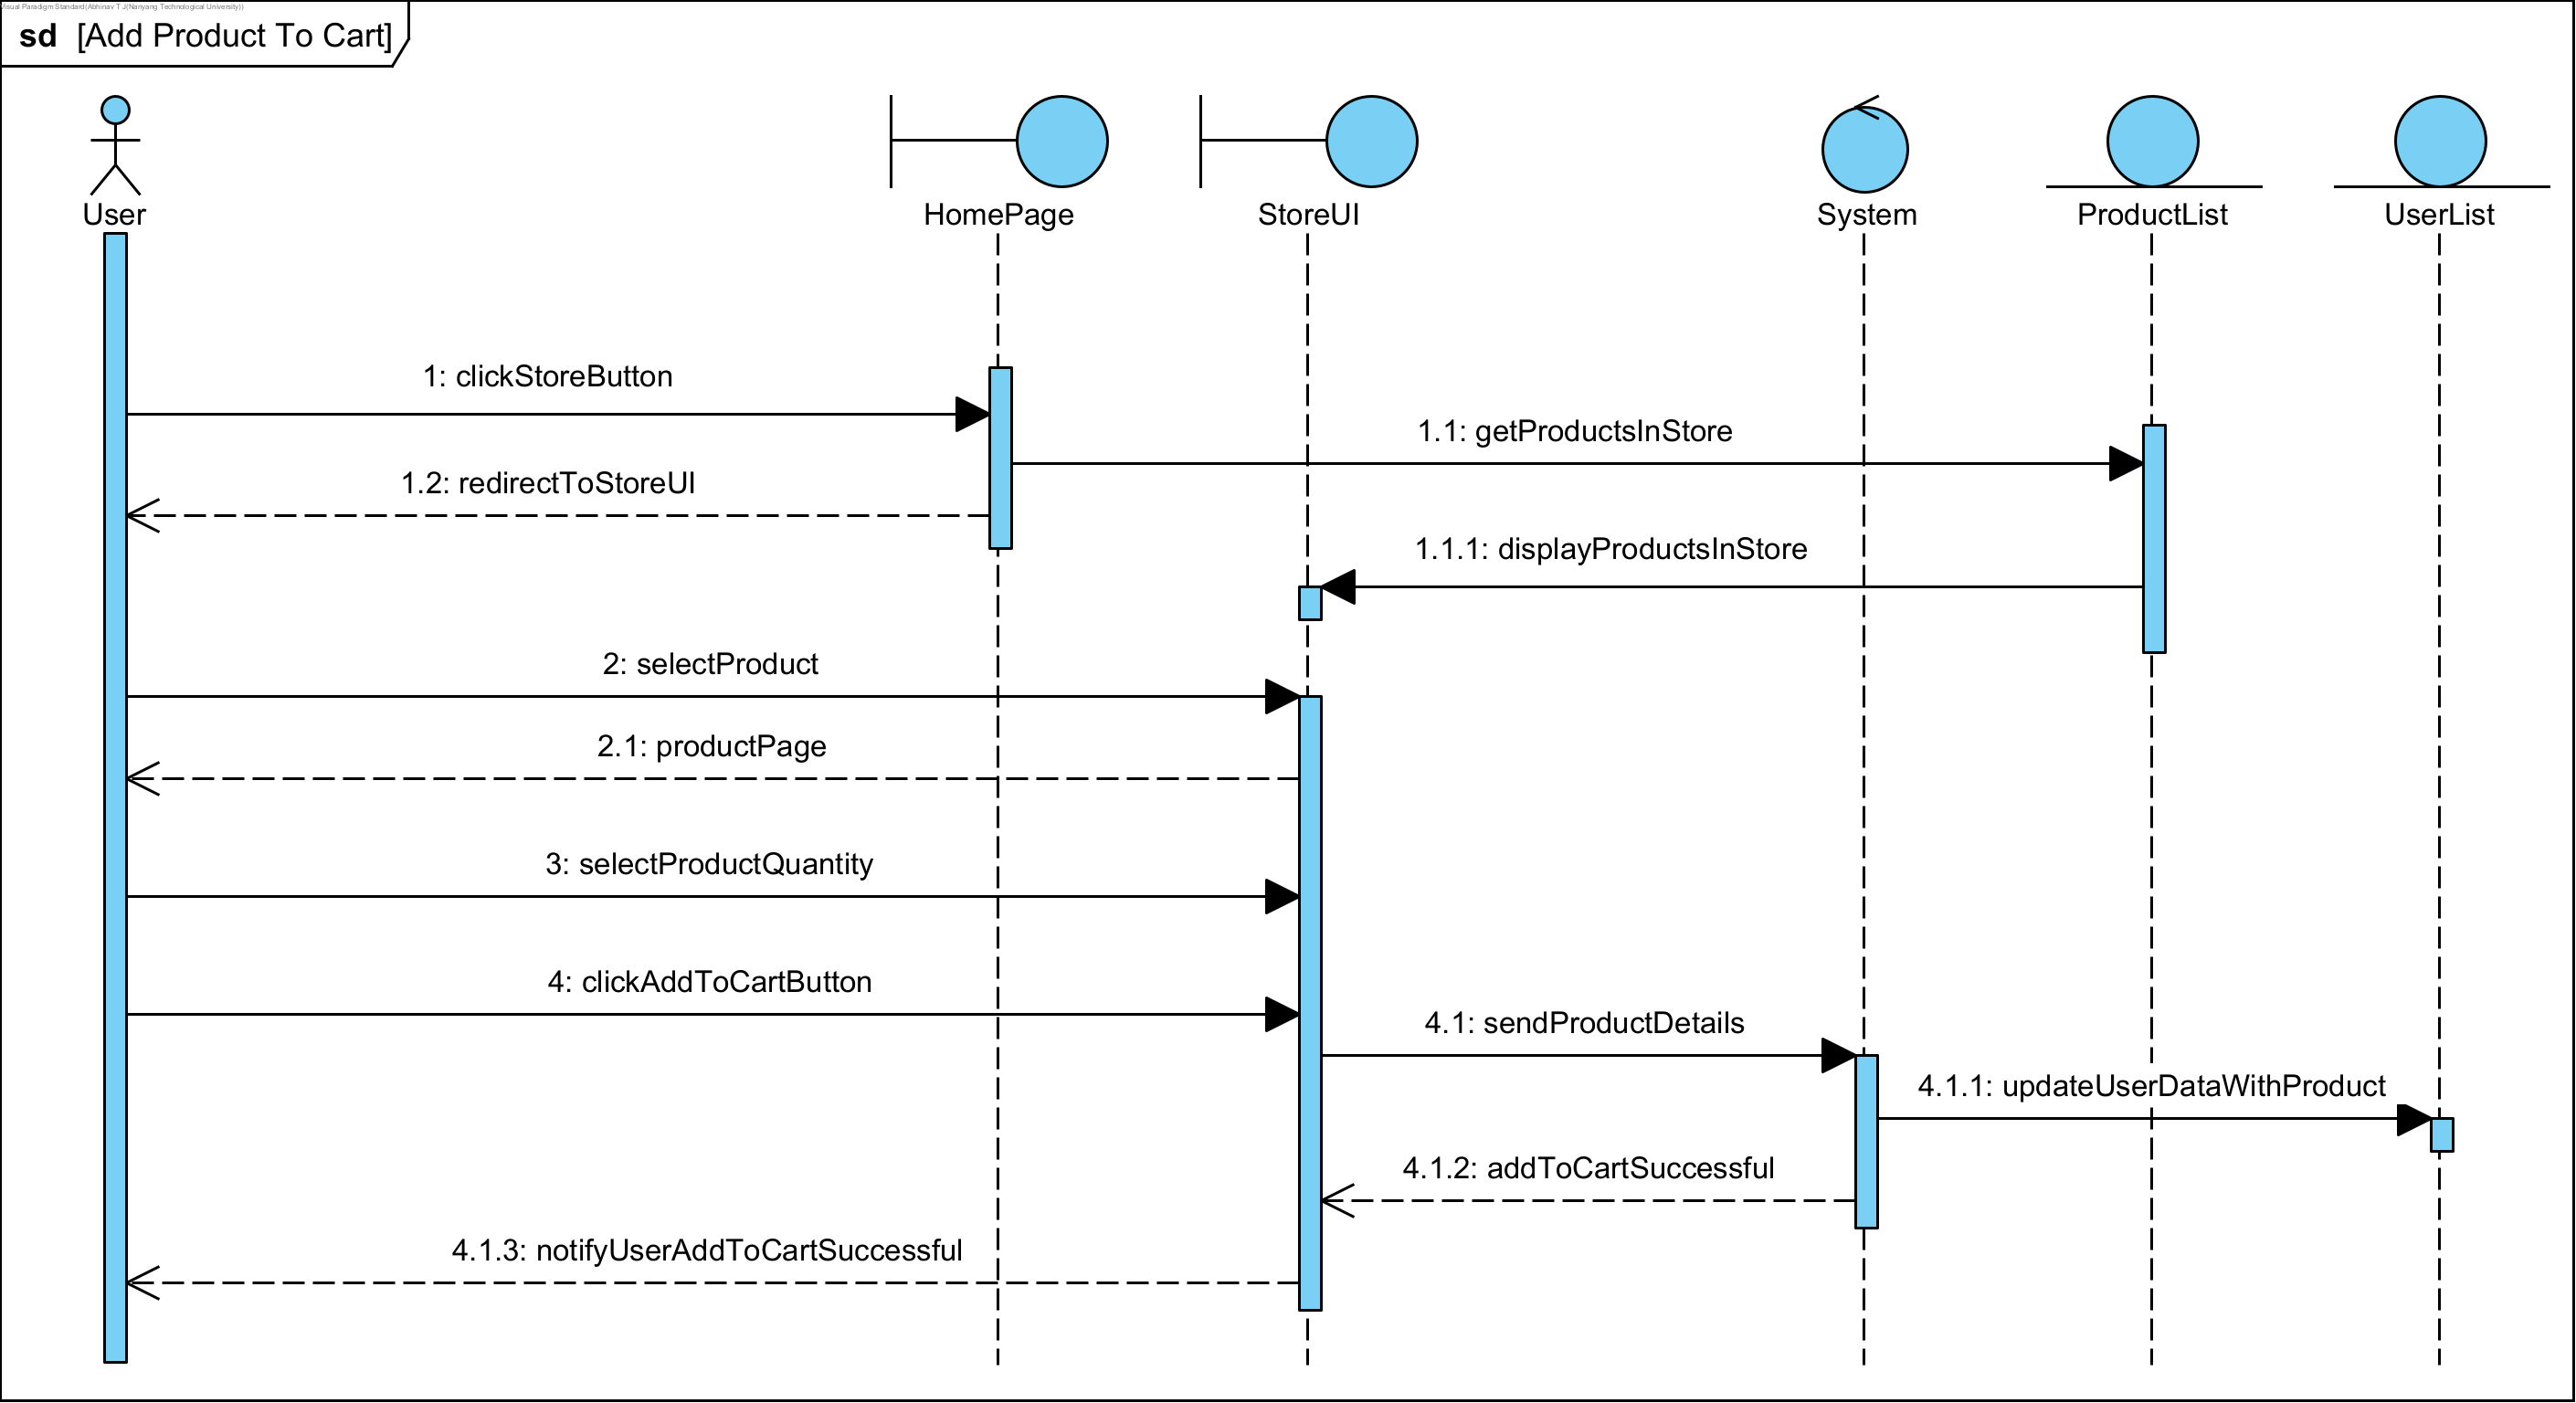 Visual Paradigm Standard(Abhinav T J(Nanyang Technological University))
sd [Add Product To Cart]
User
HomePage
StoreUI
System
ProductList
UserList
1: clickStoreButton
1.1: getProductsInStore
1.2: redirectToStoreUI
1.1.1: displayProductsInStore
2: selectProduct
2.1: productPage
3: selectProductQuantity
4: clickAddToCartButton
4.1: sendProductDetails
4.1.1: updateUserDataWithProduct
4.1.2: addToCartSuccessful
4.1.3: notifyUserAddToCartSuccessful